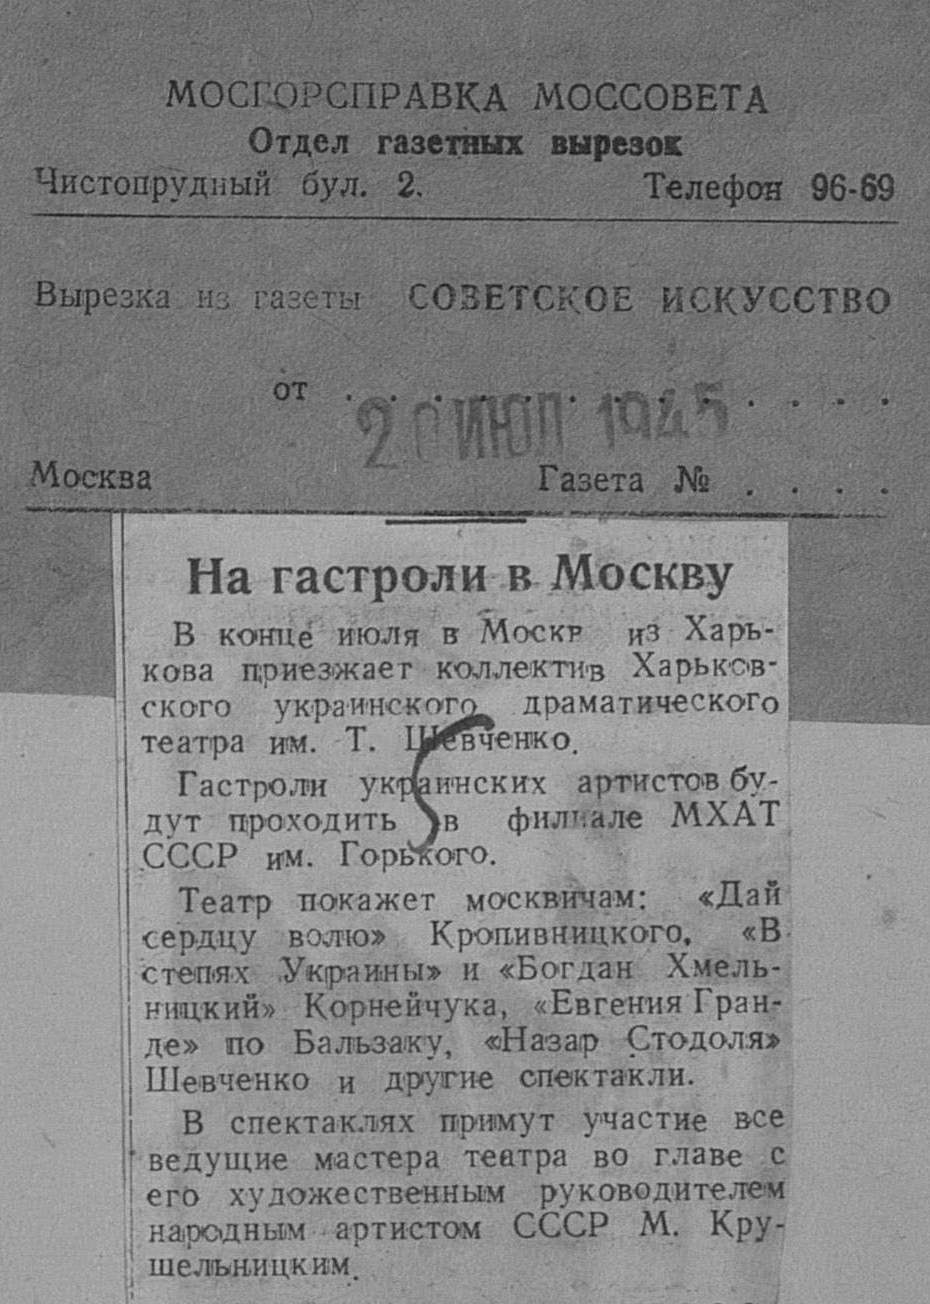 МОСГОРСПРАВКА МОССОВЕТА
Отдел газетных вырезок
Чистопрудный бул. 2. Телефон 96-69
Вырезка из газеты СОВЕТСКОЕ ИСКУССТВО
от . . . . . . . . . . . . .
20 ИЮЛ 1945
Москва Газета № . . . .
На гастроли в Москву
В конце июля в Москв из Харь-
кова приезжает коллектив Харьков-
ского украинского драматического
театра им. Т. Шевченко.
Гастроли украинских артистов бу-
дут проходить в филиале МХАТ
СССР им. Горького.
Театр покажет москвичам: «Дай
сердцу волю» Кропивницкого, «В
степях Украины» и «Богдан Хмель-
ницкий» Корнейчука, «Евгения Гран-
де» по Бальзаку, «Назар Стодоля»
Шевченко и другие спектакли.
В спектаклях примут участие все
ведущие мастера театра во главе с
его художественным руководителем
народным артистом СССР М. Кру-
шельницким.